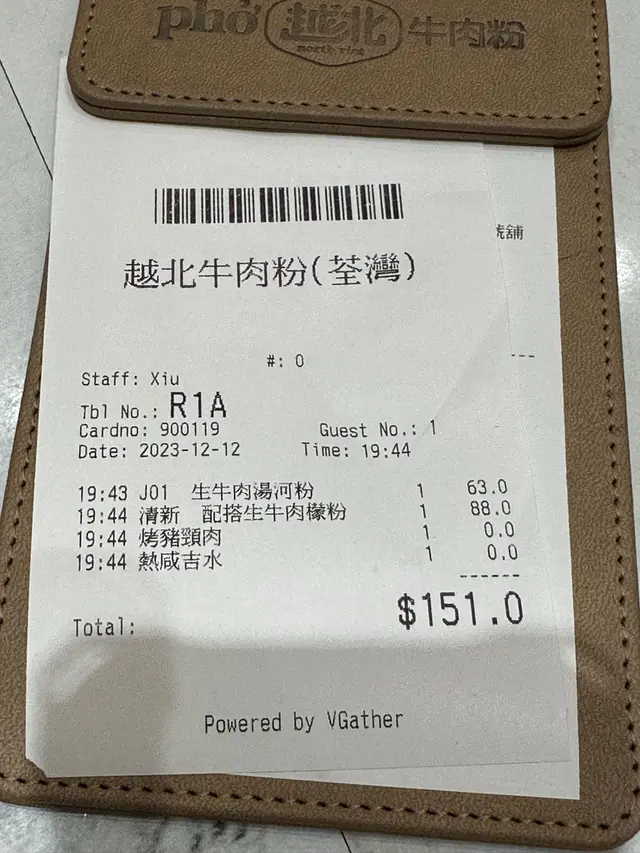 phở 越北 牛肉粉
north viet
號舖
越北牛肉粉(荃灣)
#: 0
Staff: Xiu
Tbl No.: R1A
Cardno: 900119 Guest No.: 1
Date: 2023-12-12 Time: 19:44
19:43 J01 生牛肉湯河粉 1 63.0
19:44 清新 配搭生牛肉檬粉 1 88.0
19:44 烤豬頸肉 1 0.0
19:44 熱咸吉水 1 0.0
------
Total: $151.0
Powered by VGather